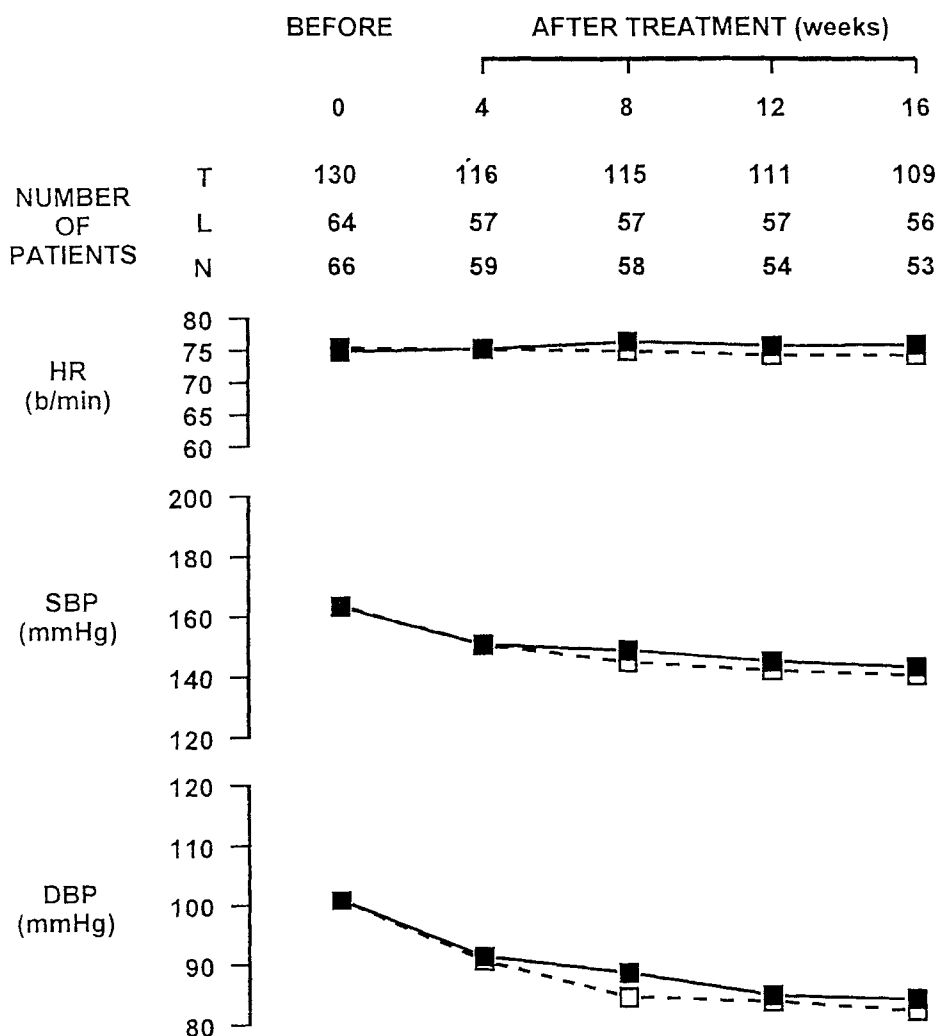 BEFORE AFTER TREATMENT (weeks)
0 4 8 12 16
NUMBER OF PATIENTS
T 130 116 115 111 109
L 64 57 57 57 56
N 66 59 58 54 53
HR
(b/min)
80
75
70
65
60
SBP
(mmHg)
200
180
160
140
120
DBP
(mmHg)
120
110
100
90
80